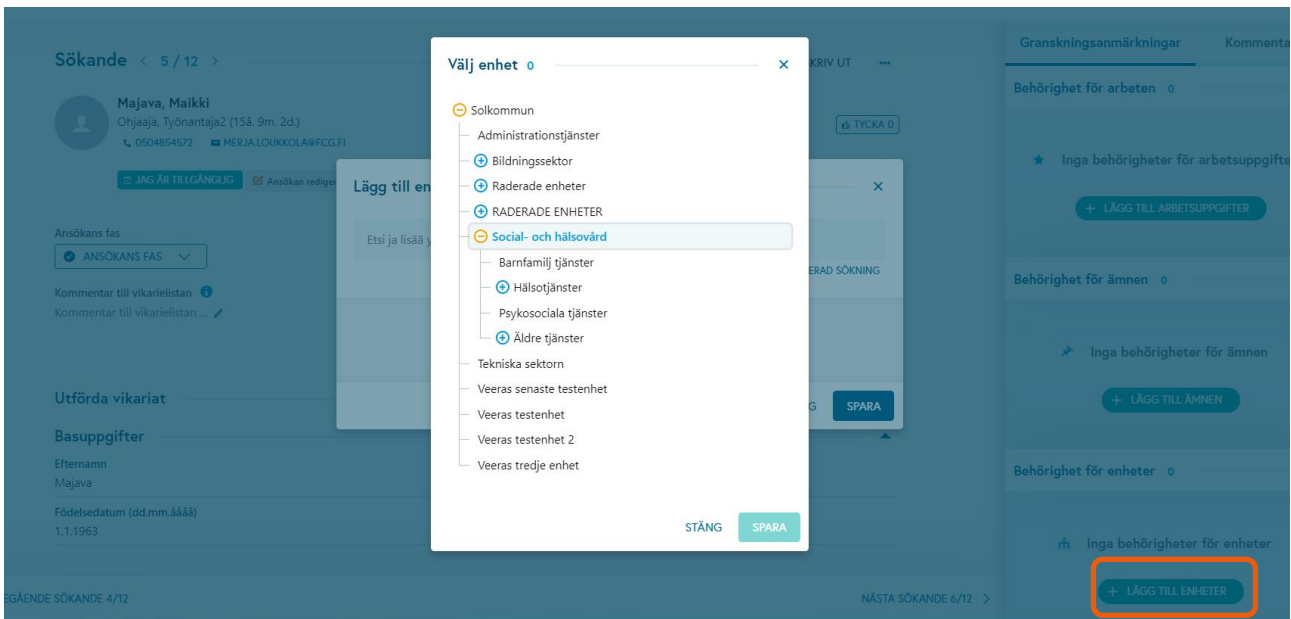 Sökande < 5 / 12 >
KRIV UT ...
Majava, Maikki
Ohjaaja, Työnantaja2 (15å. 9m. 2d.)
0504854572 MERJA.LOUKKOLA@FCG.FI
TYCKA 0
JAG ÄR TILLGÄNGLIG Ansökan rediger
Ansökans fas
ANSÖKANS FAS
Kommentar till vikarielistan
Kommentar till vikarielistan ...
Utförda vikariat
Basuppgifter
Efternamn
Majava
Födelsedatum (dd.mm.åååå)
1.1.1963
EGÅENDE SÖKANDE 4/12
NÄSTA SÖKANDE 6/12 >
Lägg till en
Etsi ja lisää y
ERAD SÖKNING
G SPARA
Välj enhet 0
Solkommun
Administrationstjänster
Bildningssektor
Raderade enheter
RADERADE ENHETER
Social- och hälsovård
Barnfamilj tjänster
Hälsotjänster
Psykosociala tjänster
Äldre tjänster
Tekniska sektorn
Veeras senaste testenhet
Veeras testenhet
Veeras testenhet 2
Veeras tredje enhet
STÄNG SPARA
Granskningsanmärkningar Kommenta
Behörighet för arbeten 0
Inga behörigheter för arbetsuppgifte
+ LÄGG TILL ARBETSUPPGIFTER
Behörighet för ämnen 0
Inga behörigheter för ämnen
+ LÄGG TILL ÄMNEN
Behörighet för enheter 0
Inga behörigheter för enheter
+ LÄGG TILL ENHETER